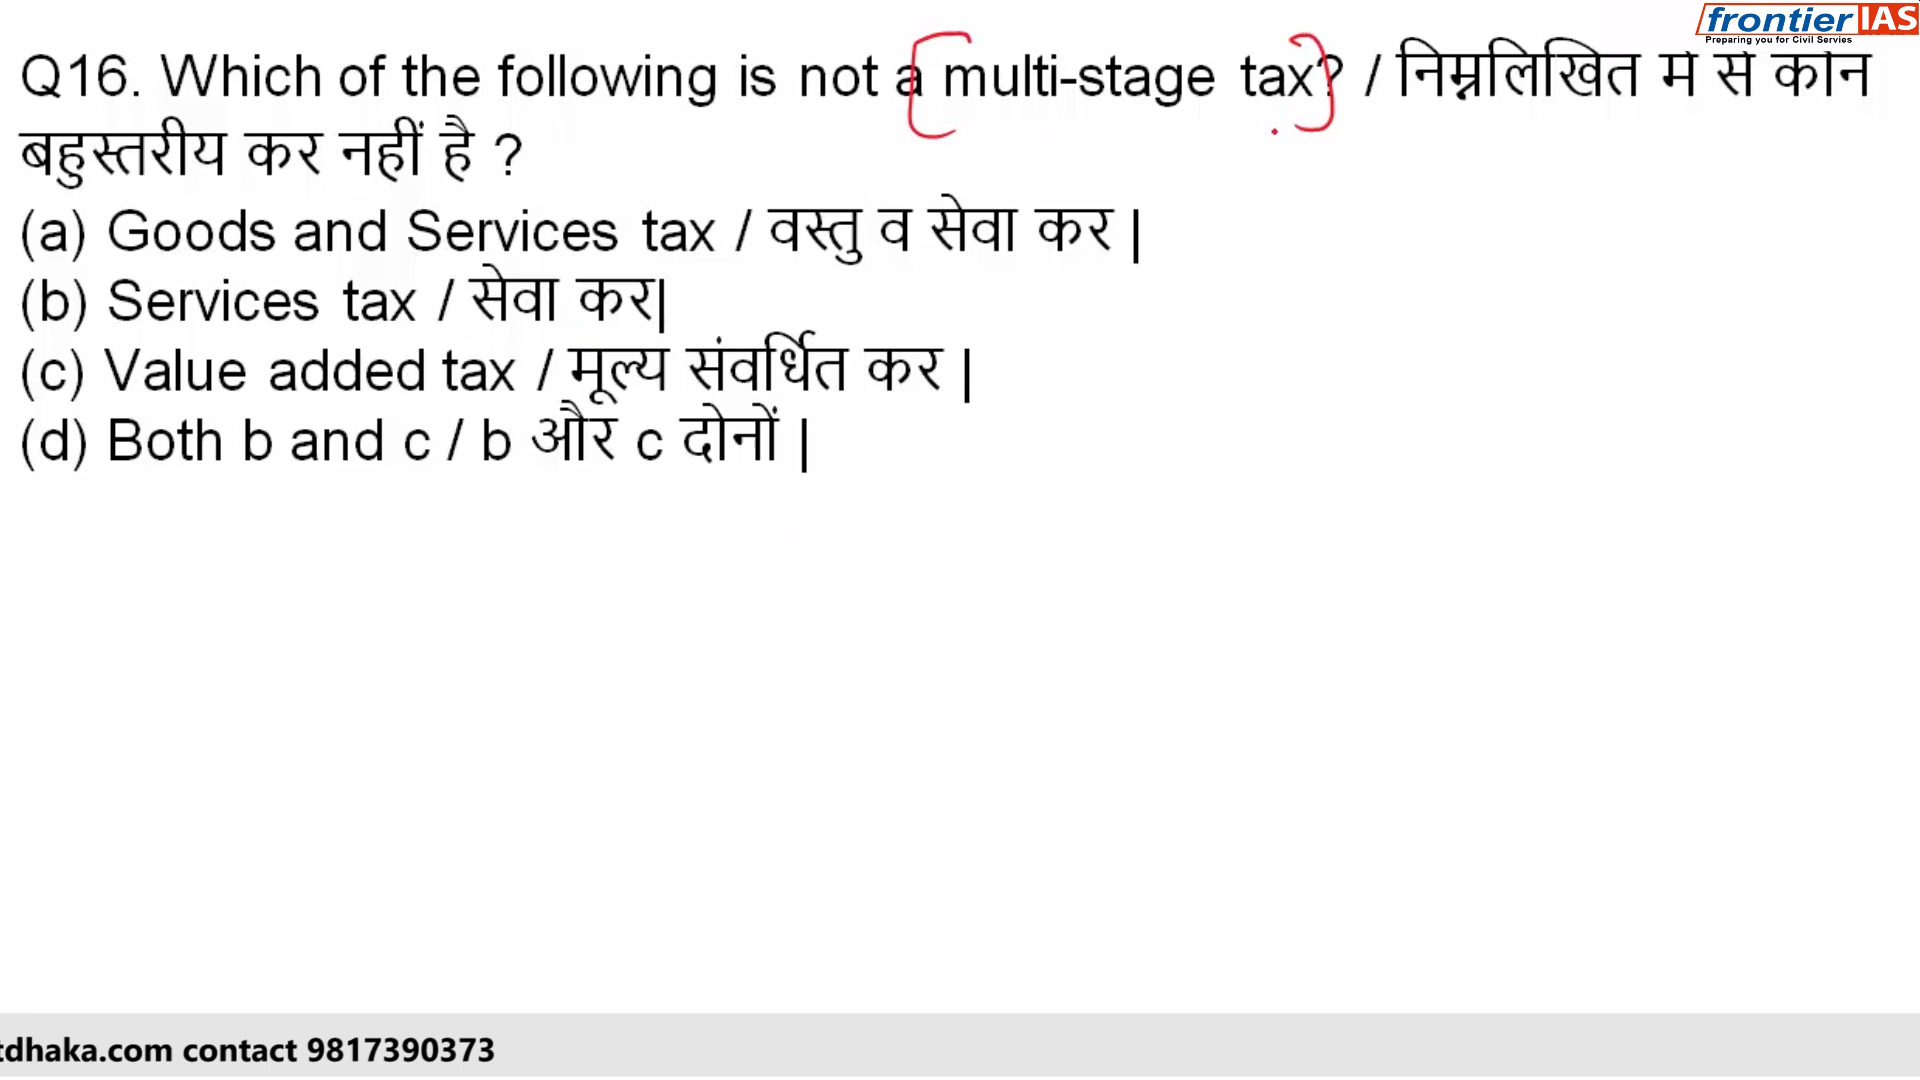 frontier IAS
Preparing you for Civil Servies
Q16. Which of the following is not a multi-stage tax? / निम्नलिखित में से कौन
बहुस्तरीय कर नहीं है ?
(a) Goods and Services tax / वस्तु व सेवा कर |
(b) Services tax / सेवा कर|
(c) Value added tax / मूल्य संवर्धित कर |
(d) Both b and c / b और c दोनों |
tdhaka.com contact 9817390373